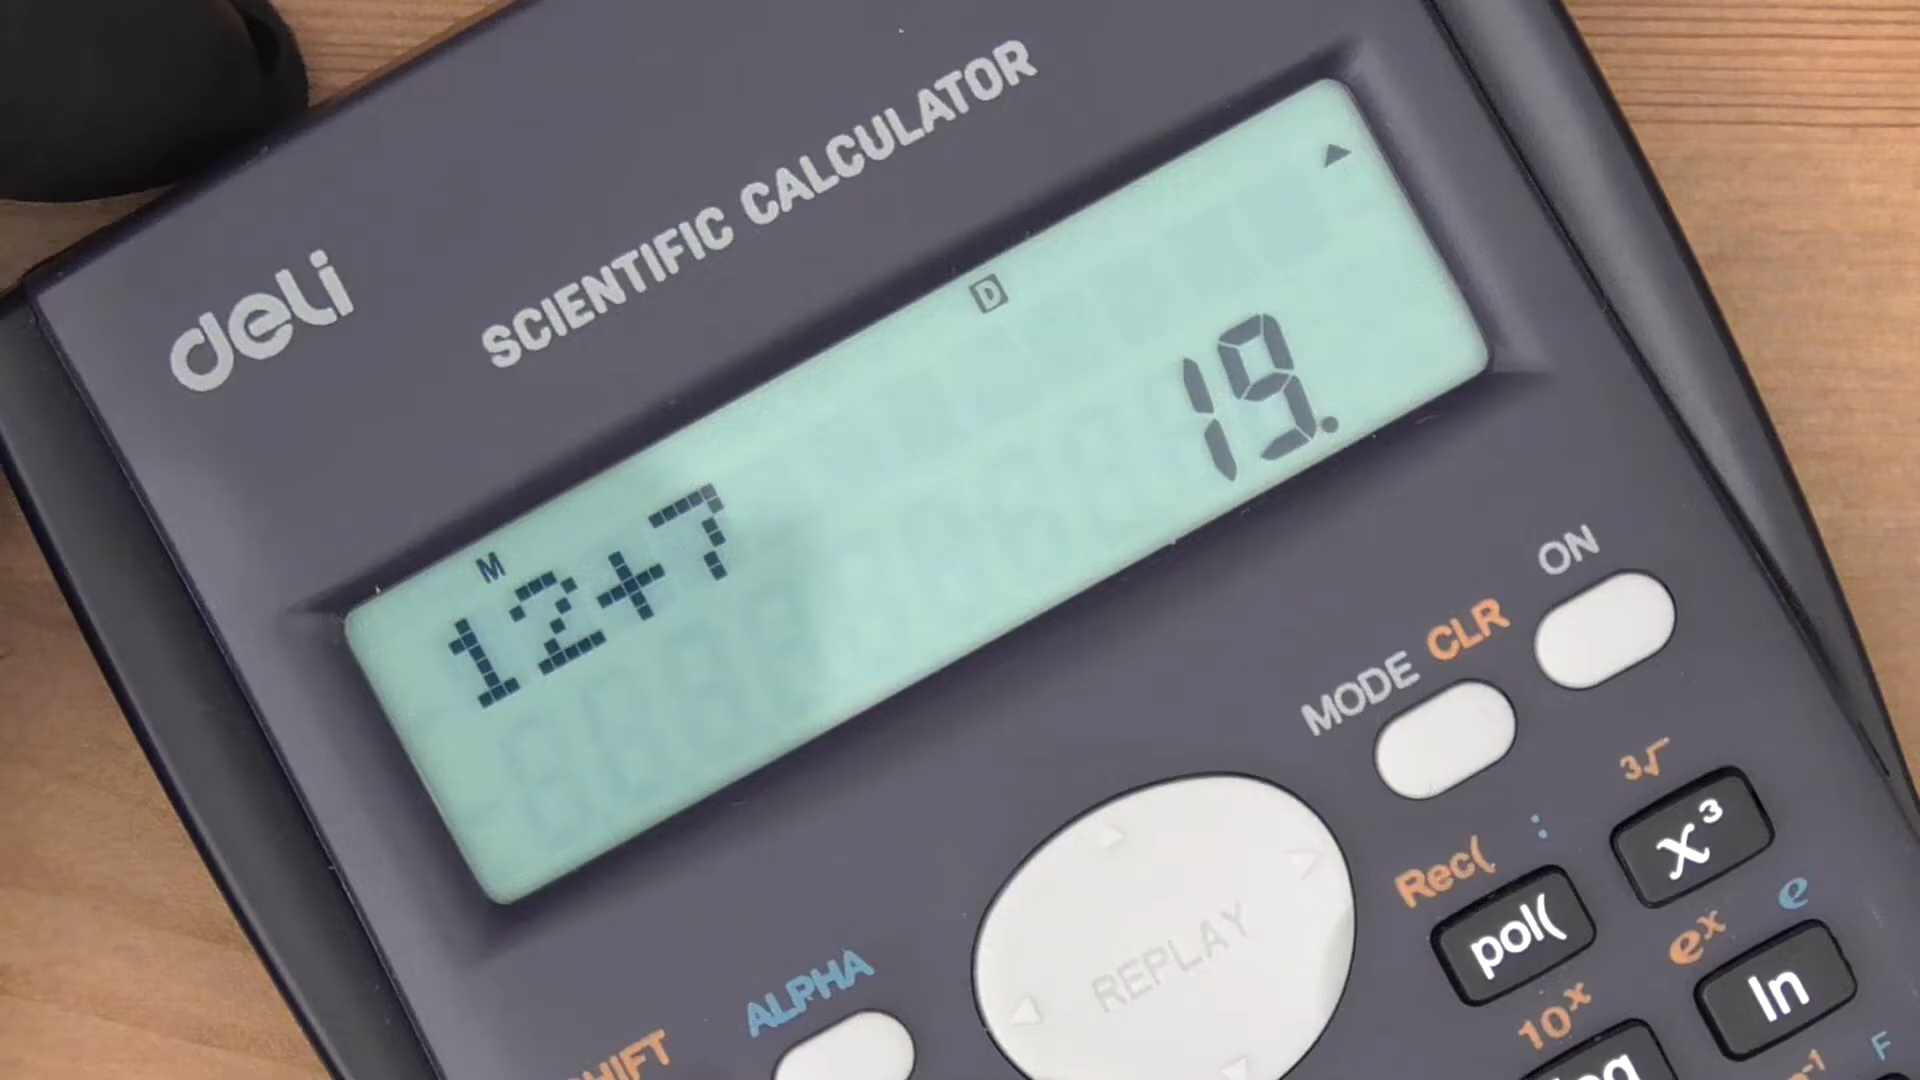 deli
SCIENTIFIC CALCULATOR
D
M
12+7
19.
ON
MODE CLR
³√
x³
Rec( :
pol(
eˣ e
ln
10ˣ
REPLAY
ALPHA
F